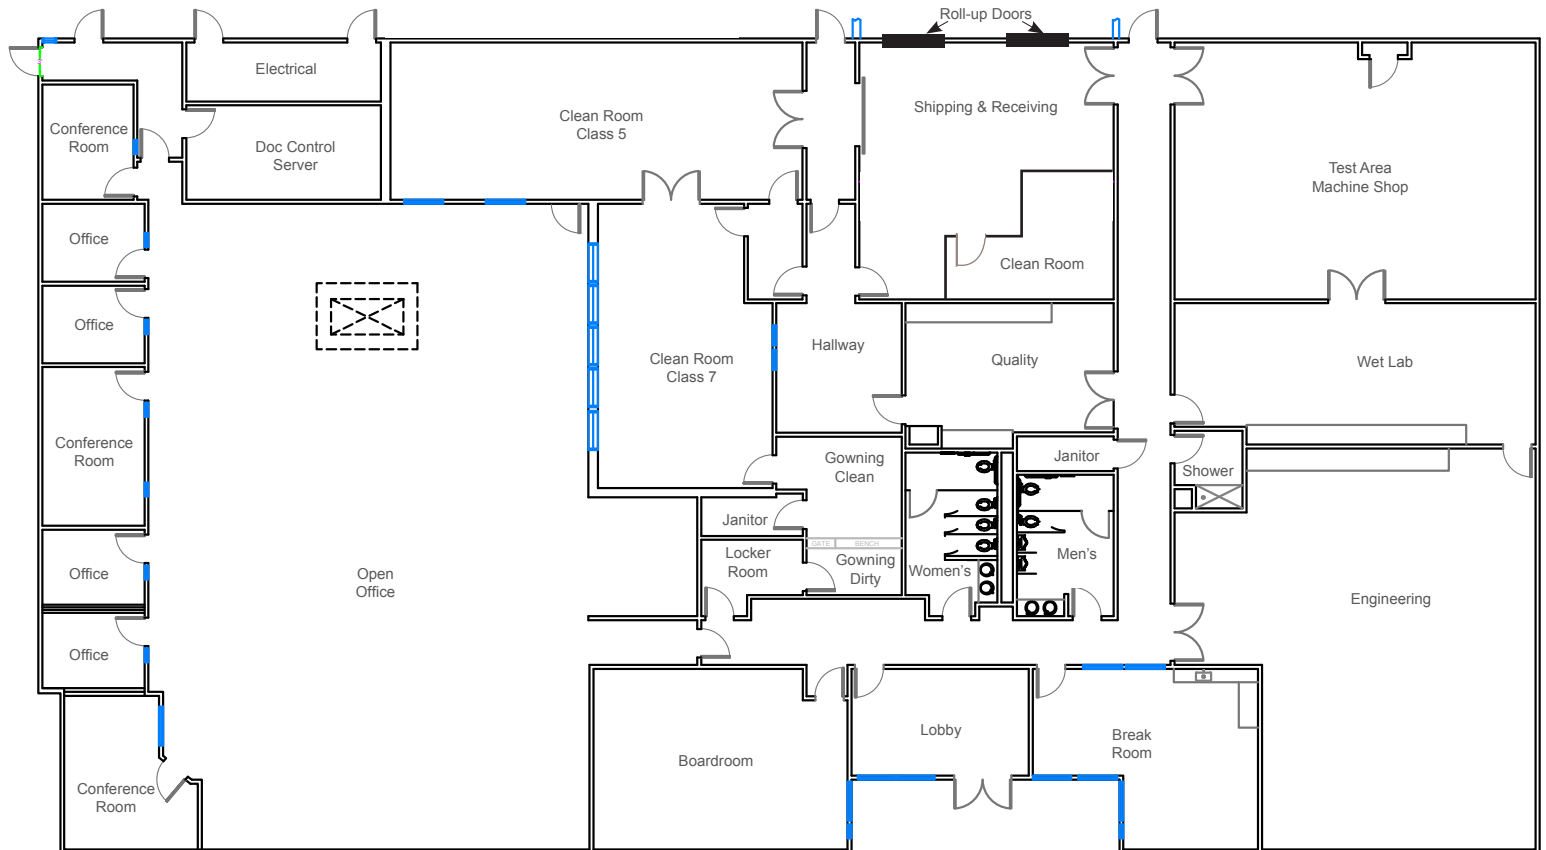 Roll-up Doors
Electrical
Clean Room
Class 5
Shipping & Receiving
Conference
Room
Doc Control
Server
Test Area
Machine Shop
Office
Clean Room
Office
Clean Room
Class 7
Hallway
Quality
Wet Lab
Conference
Room
Gowning
Clean
Janitor
Shower
Janitor
GATE
BENCH
Locker
Room
Gowning
Dirty
Women's
Men's
Office
Open
Office
Engineering
Office
Boardroom
Lobby
Break
Room
Conference
Room